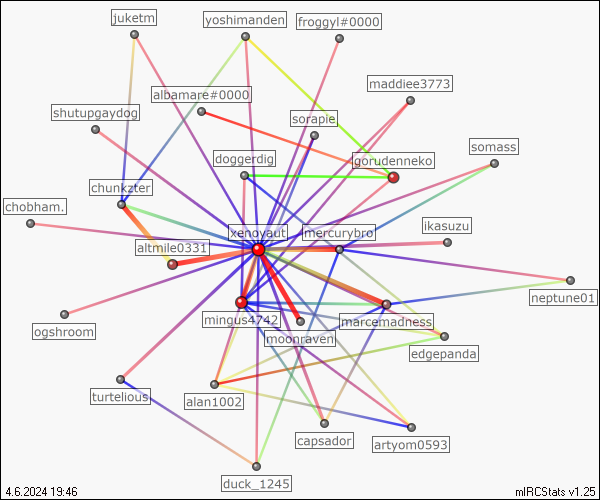 juketm
yoshimanden
froggyl#0000
maddiee3773
albamare#0000
shutupgaydog
sorapie
somass
doggerdig
gorudenneko
chunkzter
chobham.
xenoyaut
mercurybro
ikasuzu
altmile0331
neptune01
ogshroom
mingus4742
marcemadness
moonraven
edgepanda
turtelious
alan1002
capsador
artyom0593
duck_1245
4.6.2024 19:46
mIRCStats v1.25